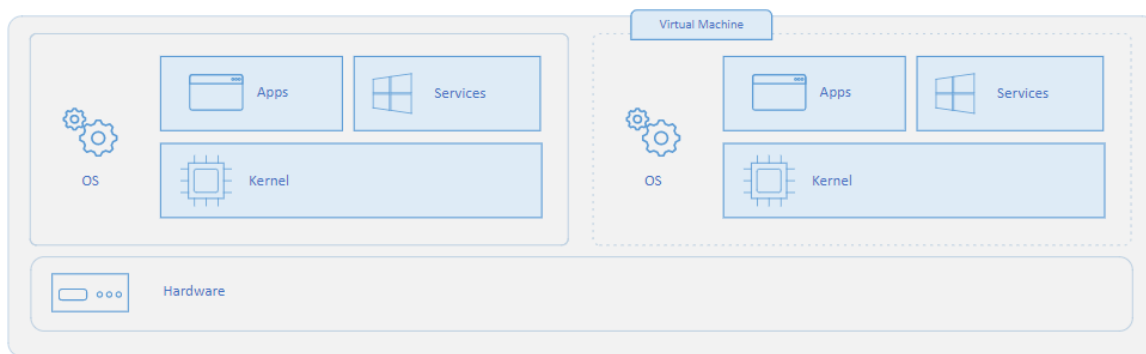 Virtual Machine
Apps
Services
OS
Kernel
Apps
Services
OS
Kernel
Hardware